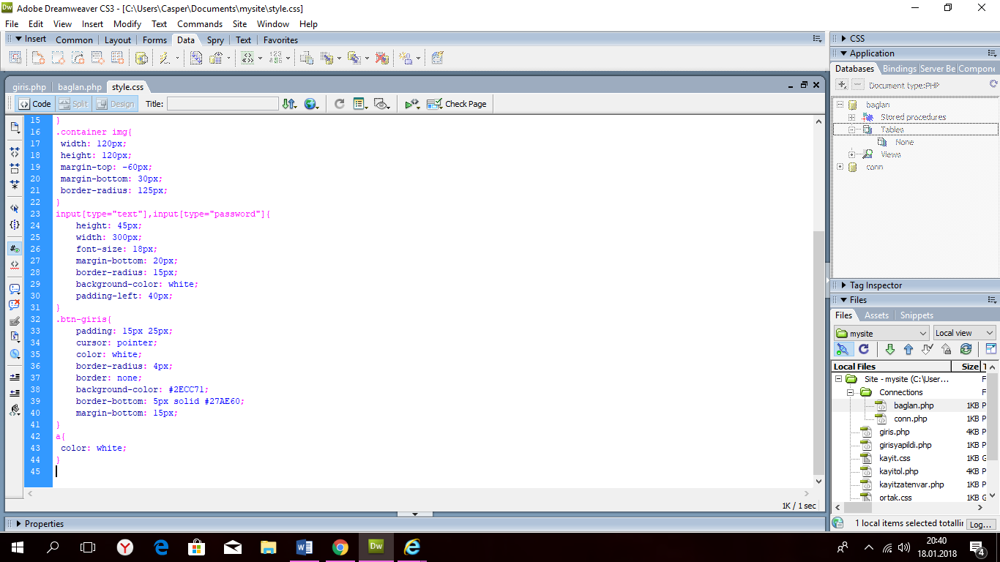 Adobe Dreamweaver CS3 - [C:\Users\Casper\Documents\mysite\style.css]
File Edit View Insert Modify Text Commands Site Window Help
Insert Common Layout Forms Data Spry Text Favorites
giris.php baglan.php style.css
Code Split Design Title: Check Page
15 }
16 .container img{
17 width: 120px;
18 height: 120px;
19 margin-top: -60px;
20 margin-bottom: 30px;
21 border-radius: 125px;
22 }
23 input[type="text"],input[type="password"]{
24 height: 45px;
25 width: 300px;
26 font-size: 18px;
27 margin-bottom: 20px;
28 border-radius: 15px;
29 background-color: white;
30 padding-left: 40px;
31 }
32 .btn-giris{
33 padding: 15px 25px;
34 cursor: pointer;
35 color: white;
36 border-radius: 4px;
37 border: none;
38 background-color: #2ECC71;
39 border-bottom: 5px solid #27AE60;
40 margin-bottom: 15px;
41 }
42 a{
43 color: white;
44 }
45
1K / 1 sec
Properties
CSS
Application
Databases Bindings Server Be Compone
Document type:PHP
baglan
Stored procedures
Tables
None
Views
conn
Tag Inspector
Files
Files Assets Snippets
mysite Local view
Local Files Size T
Site - mysite (C:\User... F
Connections F
baglan.php 1KB P
conn.php 1KB P
giris.php 4KB P
girisyapildi.php 1KB P
kayit.css 1KB C
kayitol.php 4KB P
kayitzatenvar.php 1KB P
ortak.css 1KB C
1 local items selected totallin Log...
20:40
18.01.2018
4